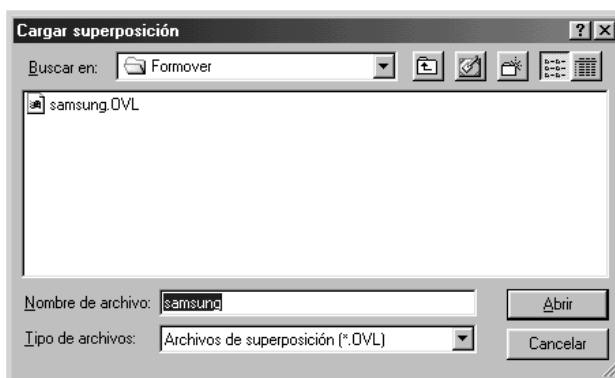 Cargar superposición
Buscar en: Formover
samsung.OVL
Nombre de archivo: samsung Abrir
Tipo de archivos: Archivos de superposición (*.OVL) Cancelar